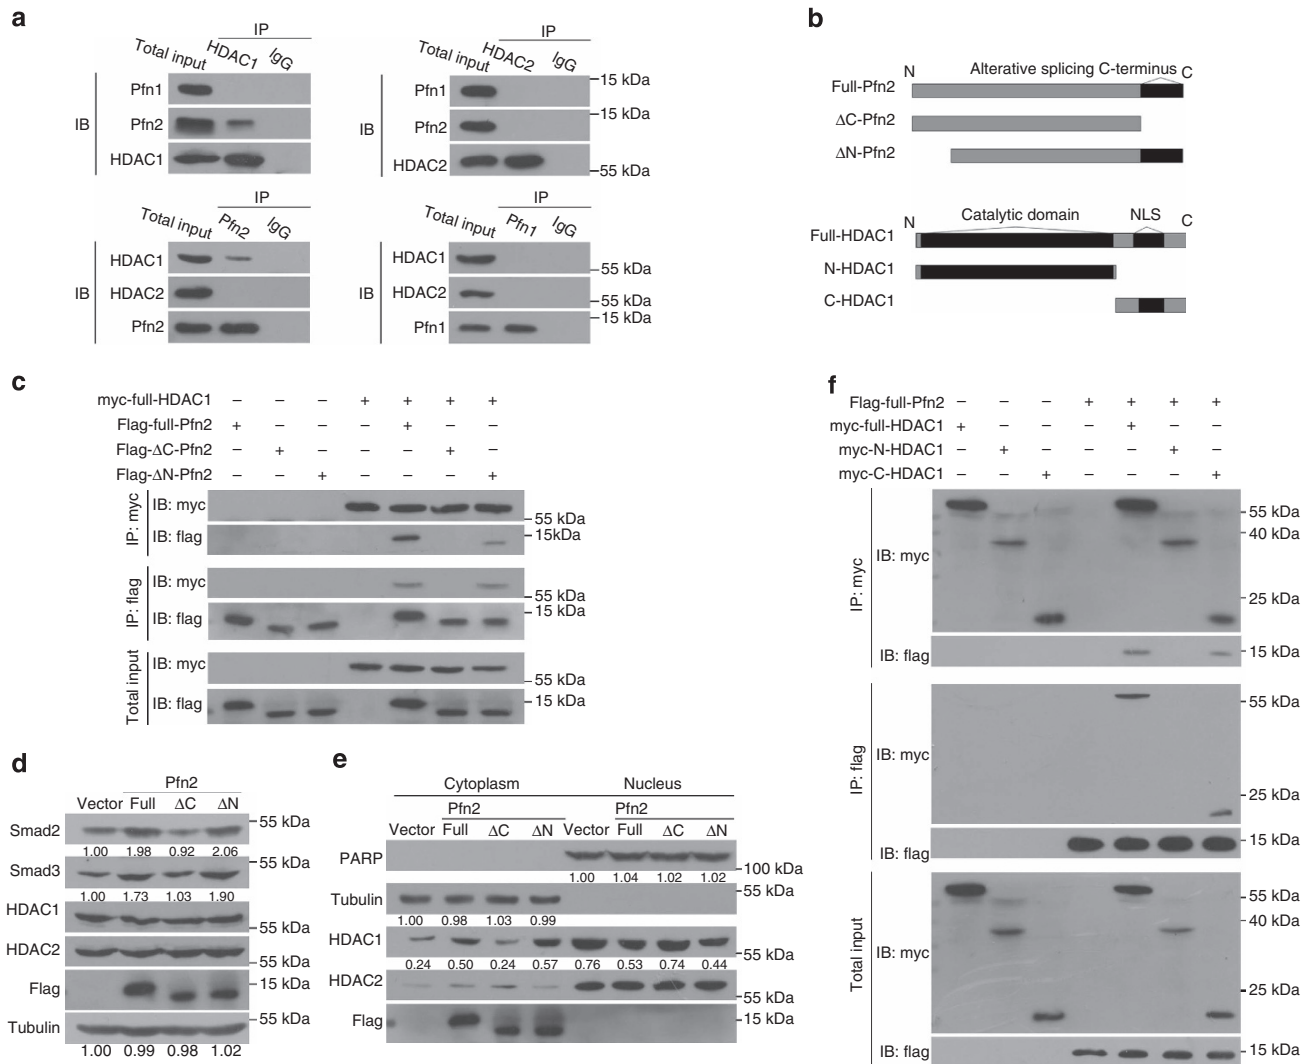 a
IP
Total input HDAC1 IgG
Pfn1
IB Pfn2
HDAC1
IP
Total input HDAC2 IgG
Pfn1 15 kDa
IB Pfn2 15 kDa
HDAC2 55 kDa
IP
Total input Pfn2 IgG
HDAC1
IB HDAC2
Pfn2
IP
Total input Pfn1 IgG
HDAC1 55 kDa
IB HDAC2 55 kDa
Pfn1 15 kDa
b
N Alterative splicing C-terminus C
Full-Pfn2
ΔC-Pfn2
ΔN-Pfn2
N Catalytic domain NLS C
Full-HDAC1
N-HDAC1
C-HDAC1
c
myc-full-HDAC1 – – – + + + +
Flag-full-Pfn2 + – – – + – –
Flag-ΔC-Pfn2 – + – – – + –
Flag-ΔN-Pfn2 – – + – – – +
IP: myc
IB: myc 55 kDa
IB: flag 15kDa
IP: flag
IB: myc 55 kDa
IB: flag 15 kDa
Total input
IB: myc 55 kDa
IB: flag 15 kDa
d
Pfn2
Vector Full ΔC ΔN
Smad2 55 kDa
1.00 1.98 0.92 2.06
Smad3 55 kDa
1.00 1.73 1.03 1.90
HDAC1 55 kDa
HDAC2 55 kDa
Flag 15 kDa
Tubulin 55 kDa
1.00 0.99 0.98 1.02
e
Cytoplasm Nucleus
Pfn2 Pfn2
Vector Full ΔC ΔN Vector Full ΔC ΔN
PARP 100 kDa
1.00 1.04 1.02 1.02
Tubulin 55 kDa
1.00 0.98 1.03 0.99
HDAC1 55 kDa
0.24 0.50 0.24 0.57 0.76 0.53 0.74 0.44
HDAC2 55 kDa
Flag 15 kDa
f
Flag-full-Pfn2 – – – + + + +
myc-full-HDAC1 + – – – + – –
myc-N-HDAC1 – + – – – + –
myc-C-HDAC1 – – + – – – +
IP: myc
55 kDa
40 kDa
IB: myc
25 kDa
IB: flag 15 kDa
IP: flag
55 kDa
IB: myc
25 kDa
IB: flag 15 kDa
Total input
55 kDa
40 kDa
IB: myc
25 kDa
IB: flag 15 kDa